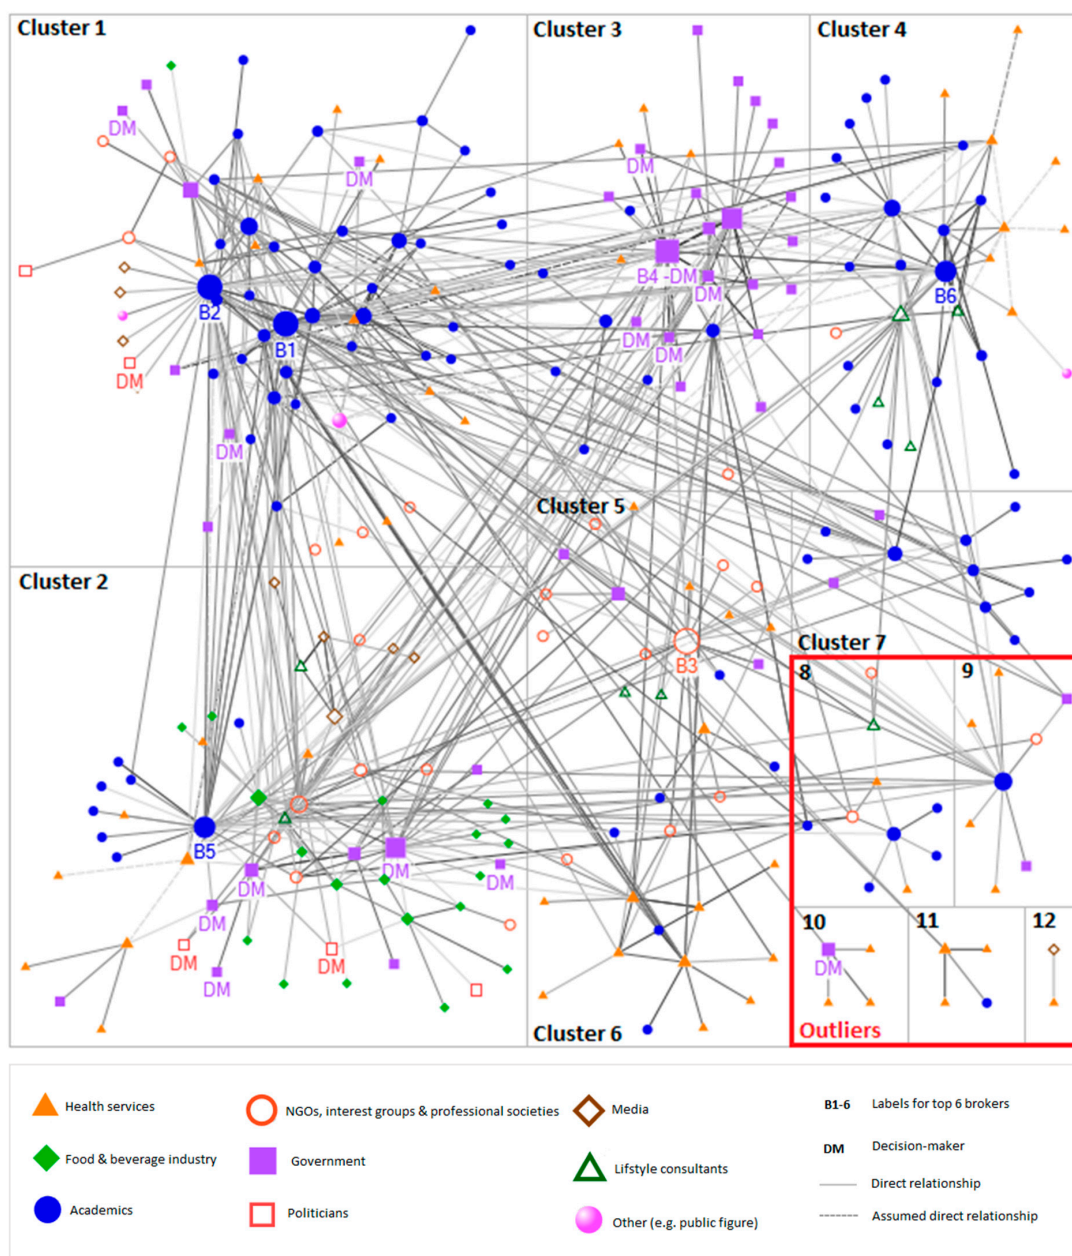 Cluster 1
Cluster 3
Cluster 4
DM
DM
DM
B4 -DM
DM
B6
B2
B1
DM
DM
DM
DM
Cluster 5
Cluster 2
Cluster 7
B3
8
9
B5
DM
DM
DM
DM
DM
DM
DM
10
11
12
DM
Cluster 6
Outliers
Health services
NGOs, interest groups & professional societies
Media
B1-6
Labels for top 6 brokers
Food & beverage industry
Government
Lifstyle consultants
DM
Decision-maker
Academics
Politicians
Other (e.g. public figure)
Direct relationship
Assumed direct relationship